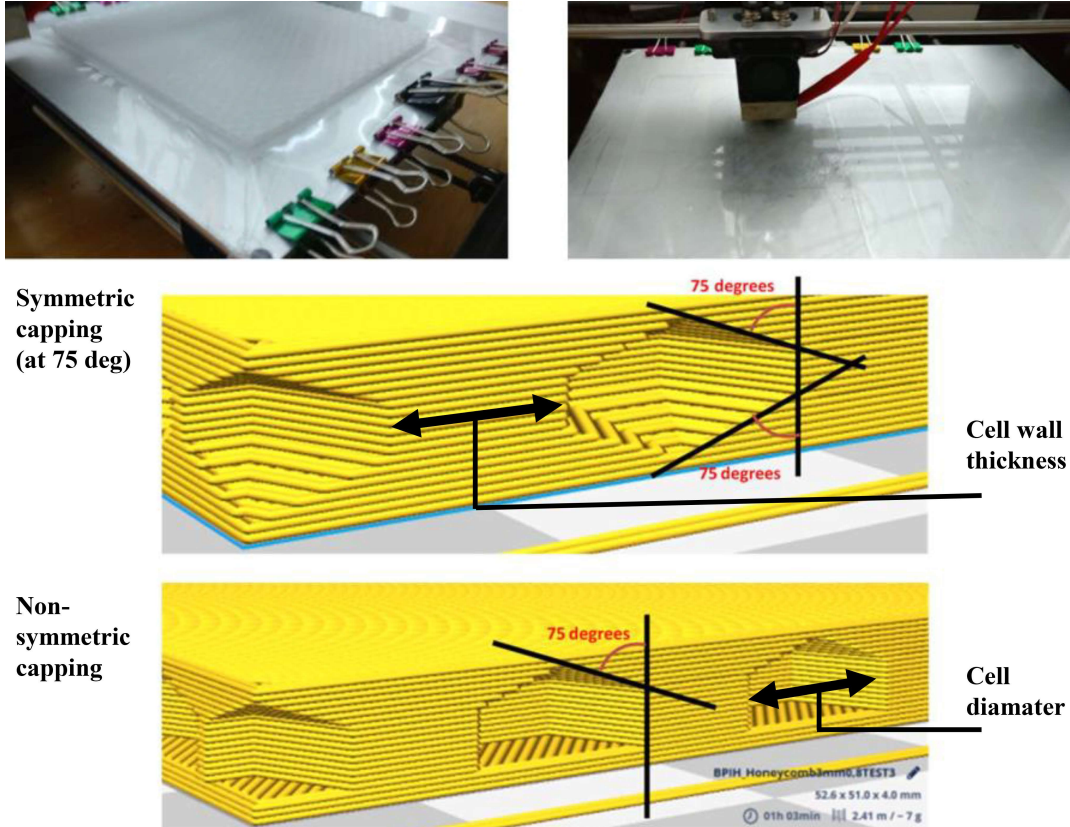 Symmetric
capping
(at 75 deg)
75 degrees
75 degrees
Cell wall
thickness
Non-
symmetric
capping
75 degrees
Cell
diamater
BPIH_Honeycomb3mm0.8TEST3
52.6 x 51.0 x 4.0 mm
01h 03min 2.41 m / ~ 7 g